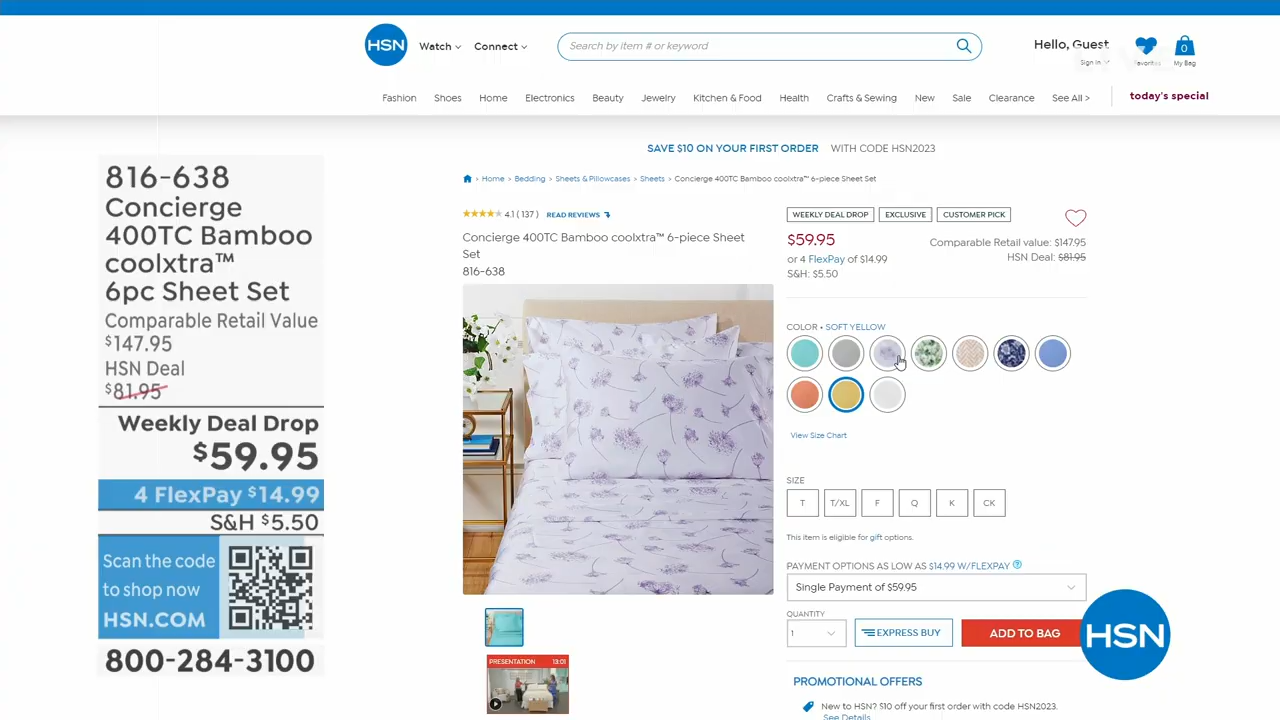 HSN
Watch
Connect
Search by item # or keyword
Hello, Guest
Sign In
Favorites
0
My Bag
Fashion
Shoes
Home
Electronics
Beauty
Jewelry
Kitchen & Food
Health
Crafts & Sewing
New
Sale
Clearance
See All >
today's special
SAVE $10 ON YOUR FIRST ORDER WITH CODE HSN2023
Home > Bedding > Sheets & Pillowcases > Sheets > Concierge 400TC Bamboo coolxtra™ 6-piece Sheet Set
816-638
Concierge
400TC Bamboo
coolxtra™
6pc Sheet Set
Comparable Retail Value
$147.95
HSN Deal
$81.95
Weekly Deal Drop
$59.95
4 FlexPay $14.99
S&H $5.50
Scan the code
to shop now
HSN.COM
800-284-3100
4.1 (137) READ REVIEWS
Concierge 400TC Bamboo coolxtra™ 6-piece Sheet
Set
816-638
PRESENTATION 13:01
WEEKLY DEAL DROP
EXCLUSIVE
CUSTOMER PICK
$59.95
or 4 FlexPay of $14.99
S&H: $5.50
Comparable Retail value: $147.95
HSN Deal: $81.95
COLOR • SOFT YELLOW
View Size Chart
SIZE
T
T/XL
F
Q
K
CK
This item is eligible for gift options.
PAYMENT OPTIONS AS LOW AS $14.99 W/FLEXPAY
Single Payment of $59.95
QUANTITY
1
EXPRESS BUY
ADD TO BAG
HSN
PROMOTIONAL OFFERS
New to HSN? $10 off your first order with code HSN2023.
See Details